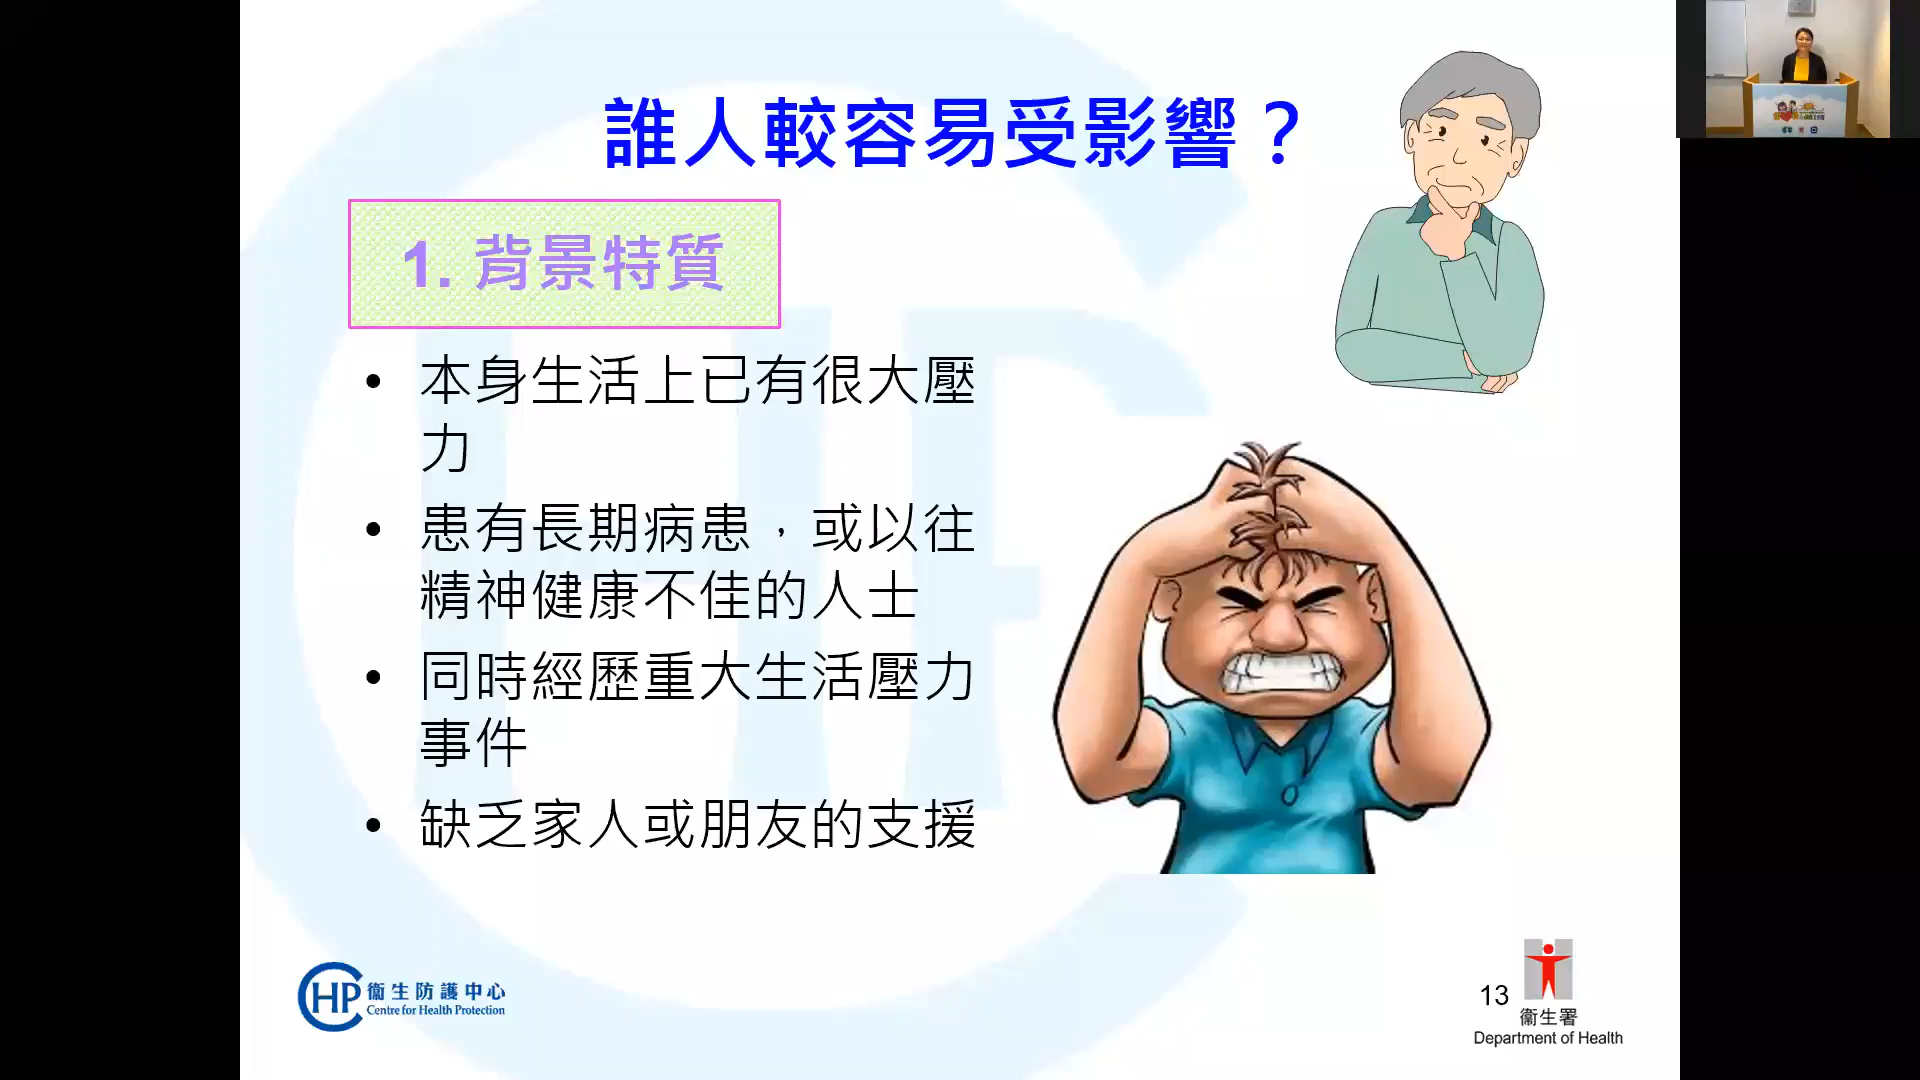 誰人較容易受影響？
1. 背景特質
• 本身生活上已有很大壓
力
• 患有長期病患，或以往
精神健康不佳的人士
• 同時經歷重大生活壓力
事件
• 缺乏家人或朋友的支援
CHP 衞生防護中心
Centre for Health Protection
13
衞生署
Department of Health